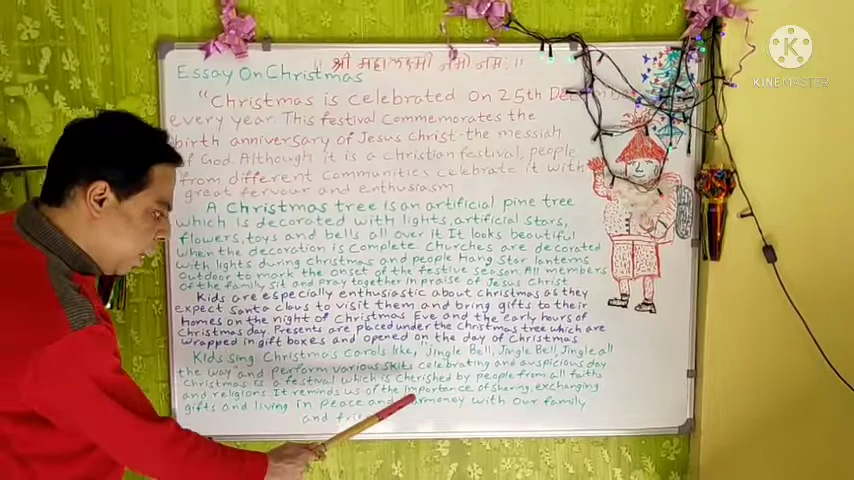 ॥ श्री महालक्ष्मी नमो नमः ॥
Essay On Christmas
"Christmas is celebrated on 25th
every year. This festival commemorates the
birth anniversary of Jesus Christ-the messiah
of God. Although it is a christian festival, people
from different communities celebrate it with
great fervour and enthusiasm
A Christmas tree is an artificial pine tree
which is decorated with lights, artificial stars,
flowers, toys and bells all over it. It looks beautiful
when the decoration is complete. Churches are decorated
with lights during christmas and people hang star lanterns
outdoor to mark the onset of the festive season. All members
of the family sit and pray together in praise of Jesus Christ
Kids are especially enthusiastic about christmas as they
expect santa claus to visit them and bring gifts to their
homes on the night of Christmas Eve and the early hours of
Christmas day. Presents are placed under the christmas tree which are
wrapped in gift boxes and opened on the day of christmas
Kids sing Christmas carols like, "Jingle Bell, Jingle Bell, Jingle all
the way" and perform various skits celebrating and auspicious day
Christmas is a festival which is cherished by people from all faiths
and religions. It reminds us of the importance of sharing, exchanging
gifts and living in peace and harmoney with our family
and
K
KINEMASTER